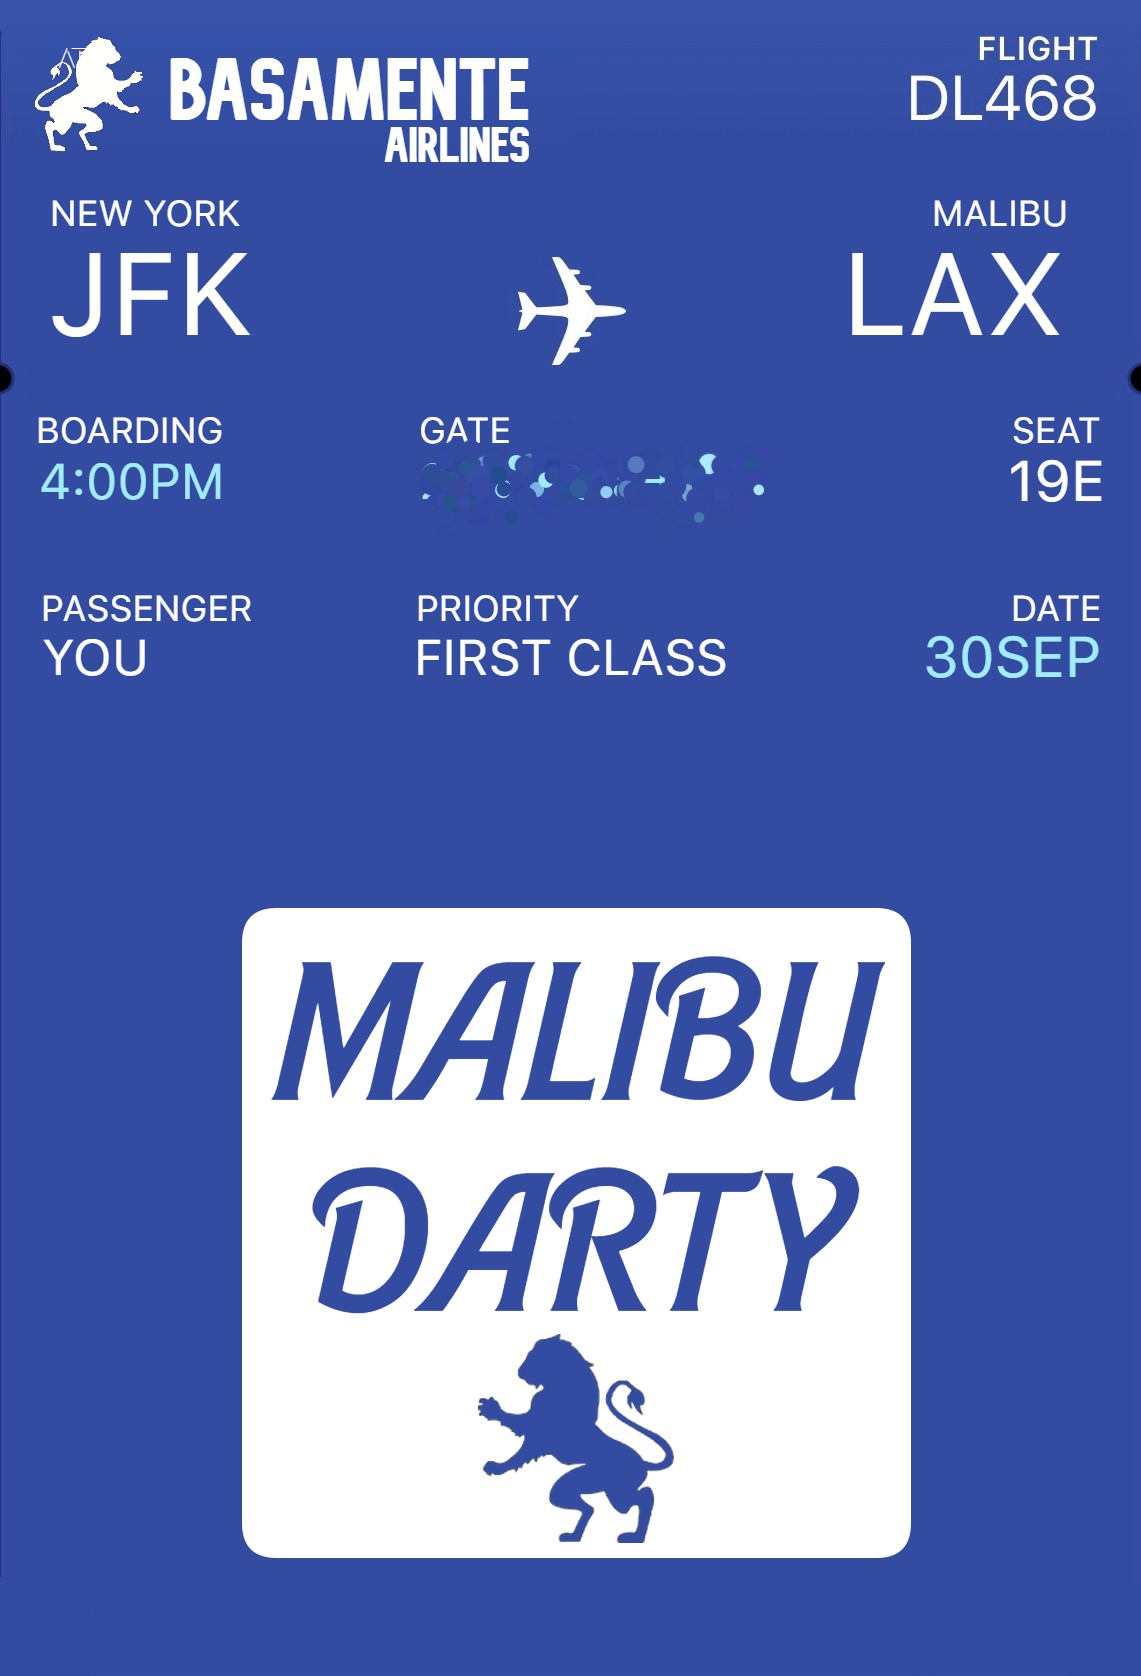 BASAMENTE
AIRLINES
FLIGHT
DL468
NEW YORK
JFK
MALIBU
LAX
BOARDING
4:00PM
GATE
SEAT
19E
PASSENGER
YOU
PRIORITY
FIRST CLASS
DATE
30SEP
MALIBU
DARTY